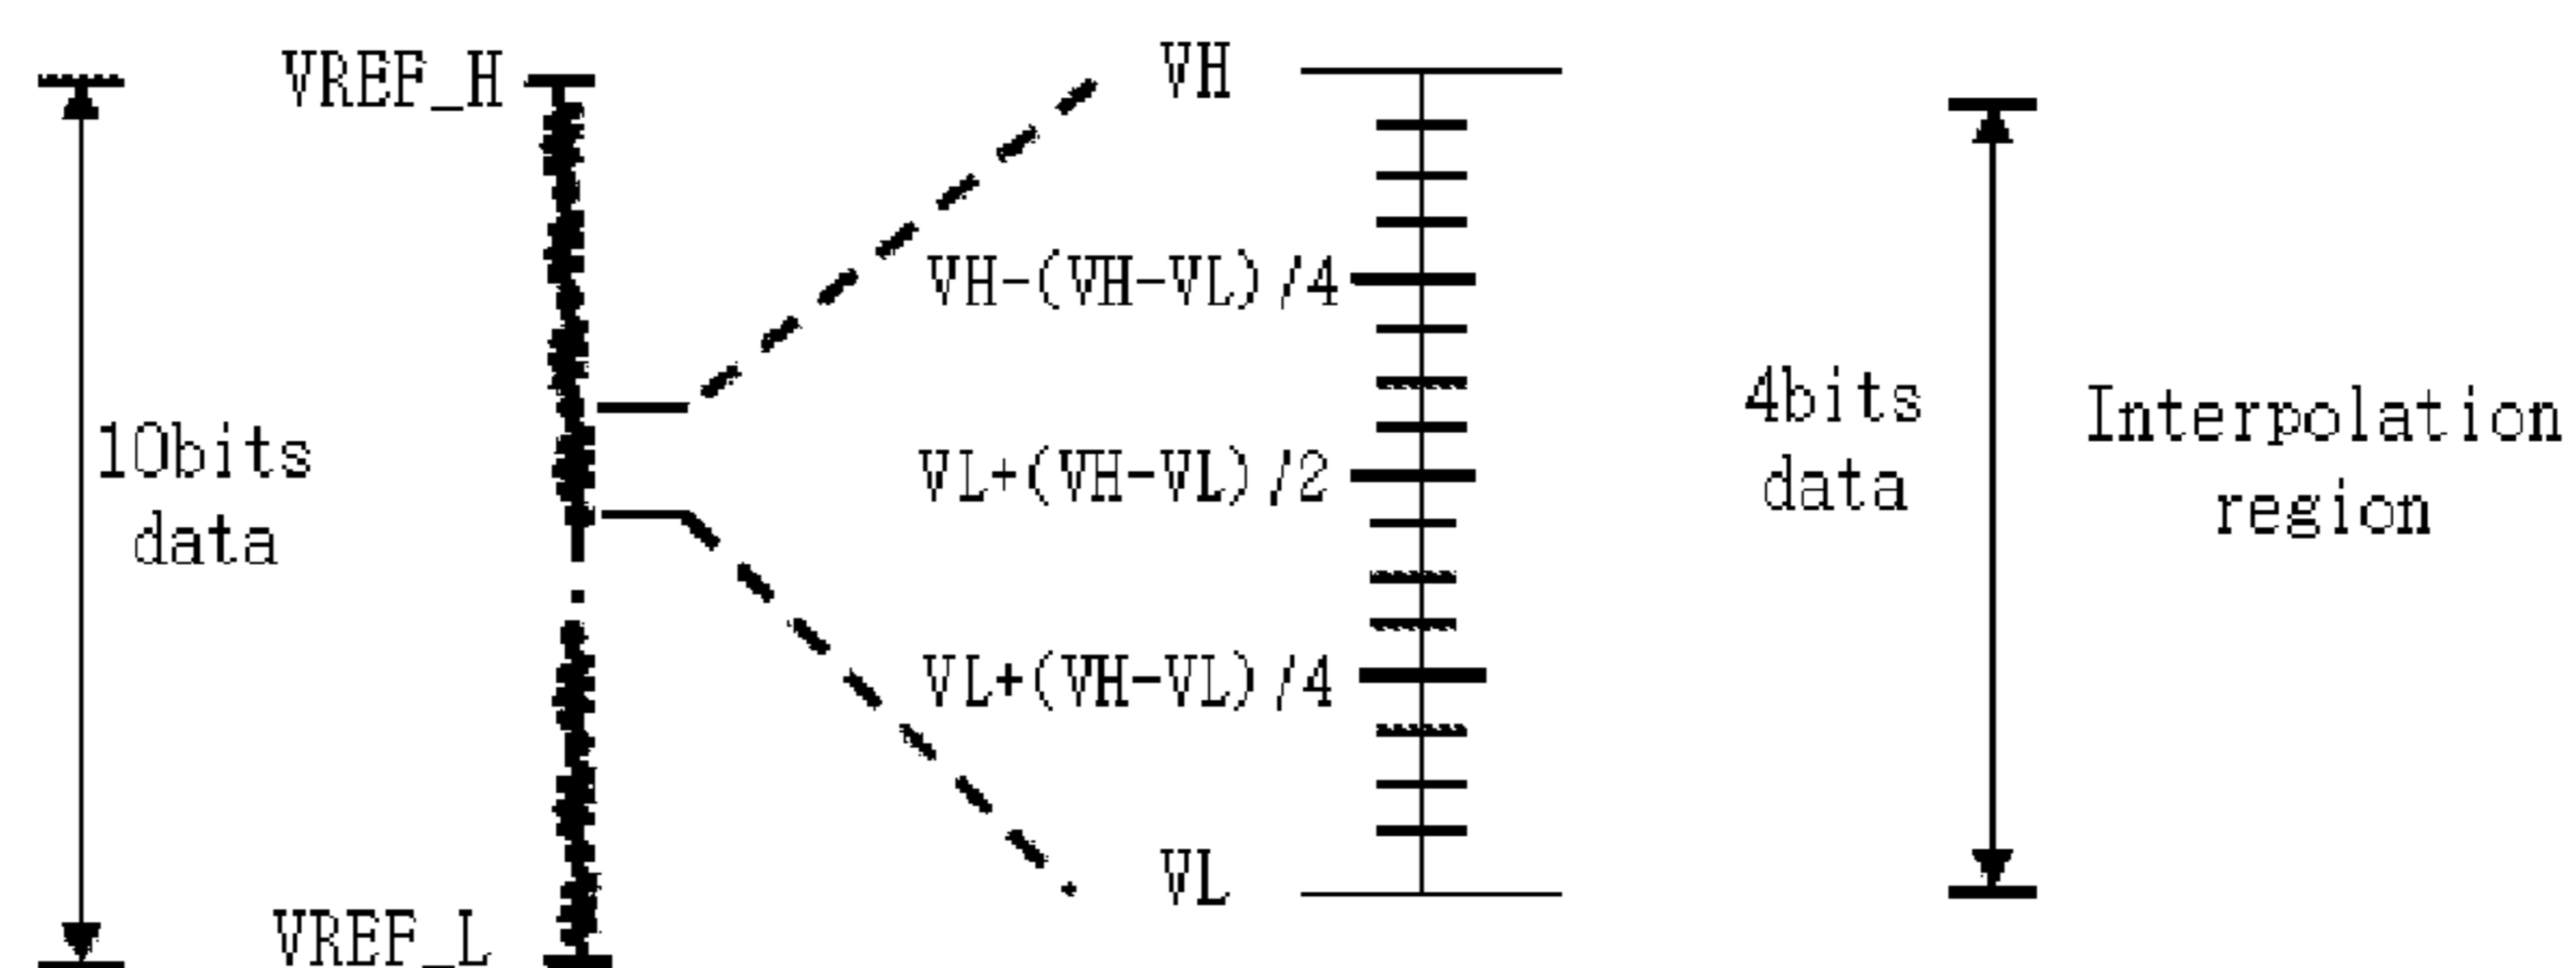 VREF_H
10bits
data
VREF_L
VH
VH-(VH-VL)/4
VL+(VH-VL)/2
VL+(VH-VL)/4
VL
4bits
data
Interpolation
region